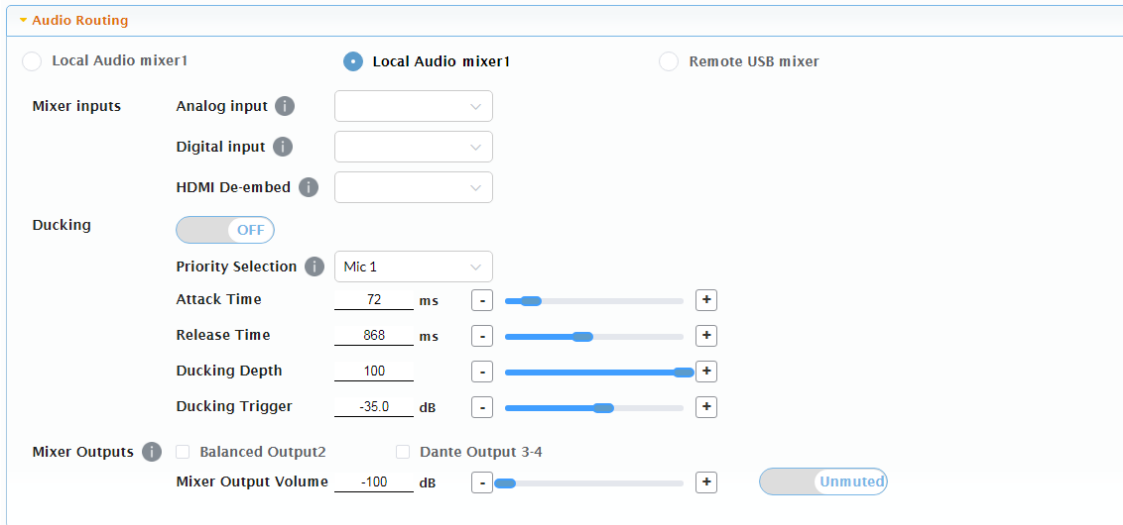 Audio Routing
Local Audio mixer1 Local Audio mixer1 Remote USB mixer
Mixer inputs Analog input i
Digital input i
HDMI De-embed i
Ducking OFF
Priority Selection i Mic 1
Attack Time 72 ms - +
Release Time 868 ms - +
Ducking Depth 100 - +
Ducking Trigger -35.0 dB - +
Mixer Outputs i Balanced Output2 Dante Output 3-4
Mixer Output Volume -100 dB - + Unmuted